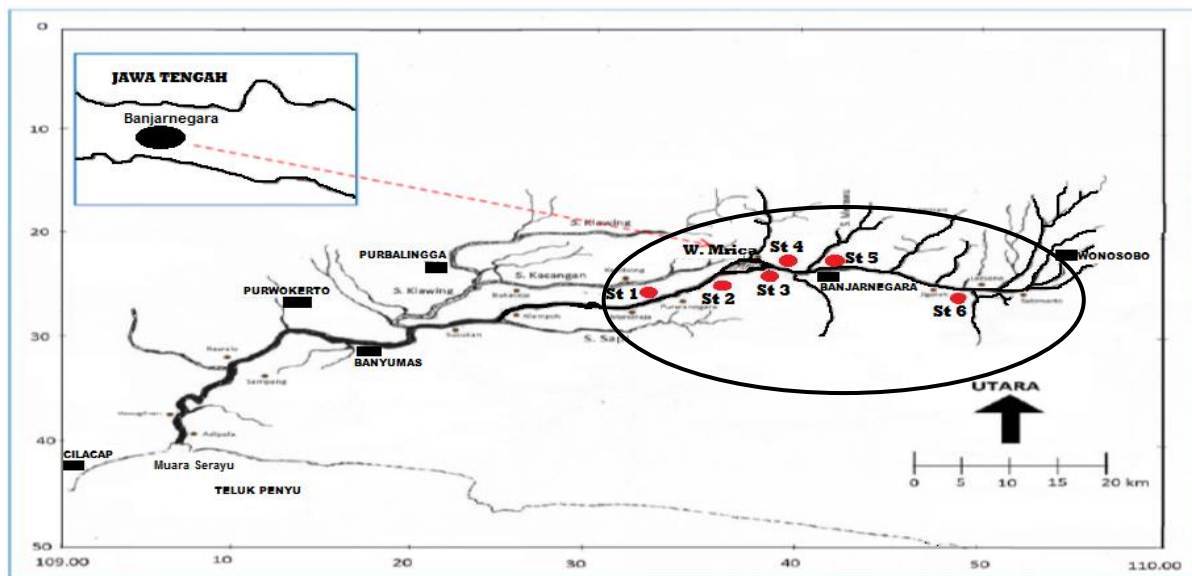 0
JAWA TENGAH
Banjarnegara
10
20
S. Klawing
W. Mrica
St 4
St 5
WONOSOBO
PURBALINGGA
S. Kacangan
St 1
St 2
St 3
BANJARNEGARA
St 6
PURWOKERTO
S. Klawing
30
BANYUMAS
Sampang
UTARA
40
CILACAP
Adipala
Muara Serayu
TELUK PENYU
0 5 10 15 20 km
50
109.00 10 20 30 40 50 110.00